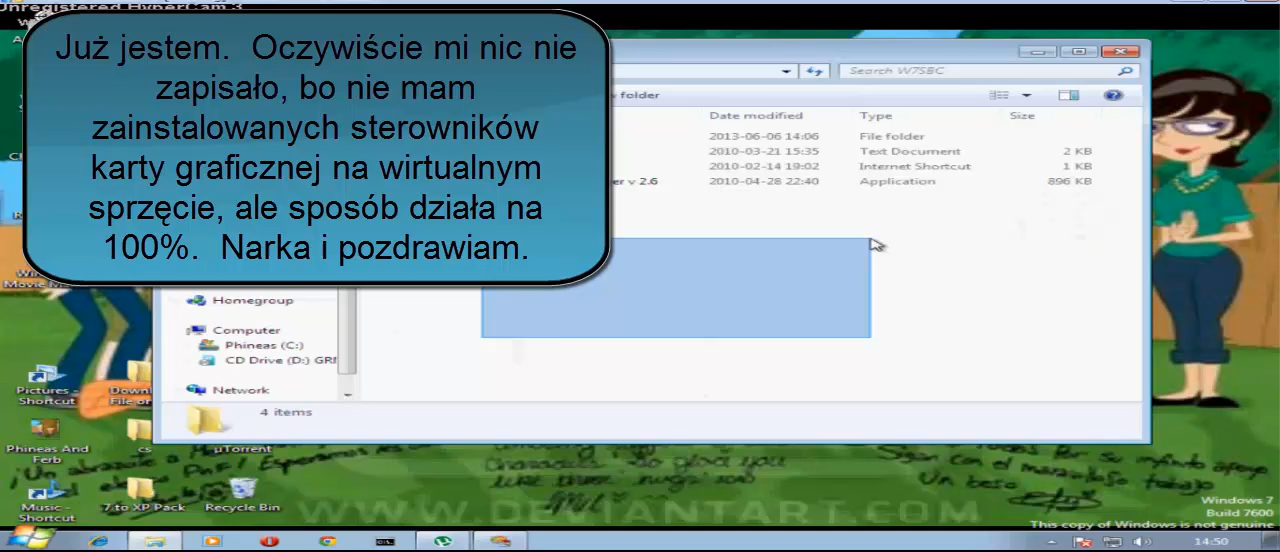 Unregistered HyperCam 3
Już jestem. Oczywiście mi nic nie
zapisało, bo nie mam
zainstalowanych sterowników
karty graficznej na wirtualnym
sprzęcie, ale sposób działa na
100%. Narka i pozdrawiam.
Search W7SBC
folder
Date modified Type Size
2013-06-06 14:06 File folder
2010-03-21 15:35 Text Document 2 KB
2010-02-14 19:02 Internet Shortcut 1 KB
er v 2.6 2010-04-28 22:40 Application 896 KB
Homegroup
Computer
Phineas (C:)
CD Drive (D:)
Network
4 items
Pictures -
Shortcut
Downl
File or
Phineas And
Ferb
cs
µTorrent
Music -
Shortcut
7 to XP Pack
Recycle Bin
WWW.DEVIANTART.COM
Windows 7
Build 7600
This copy of Windows is not genuine
14:50